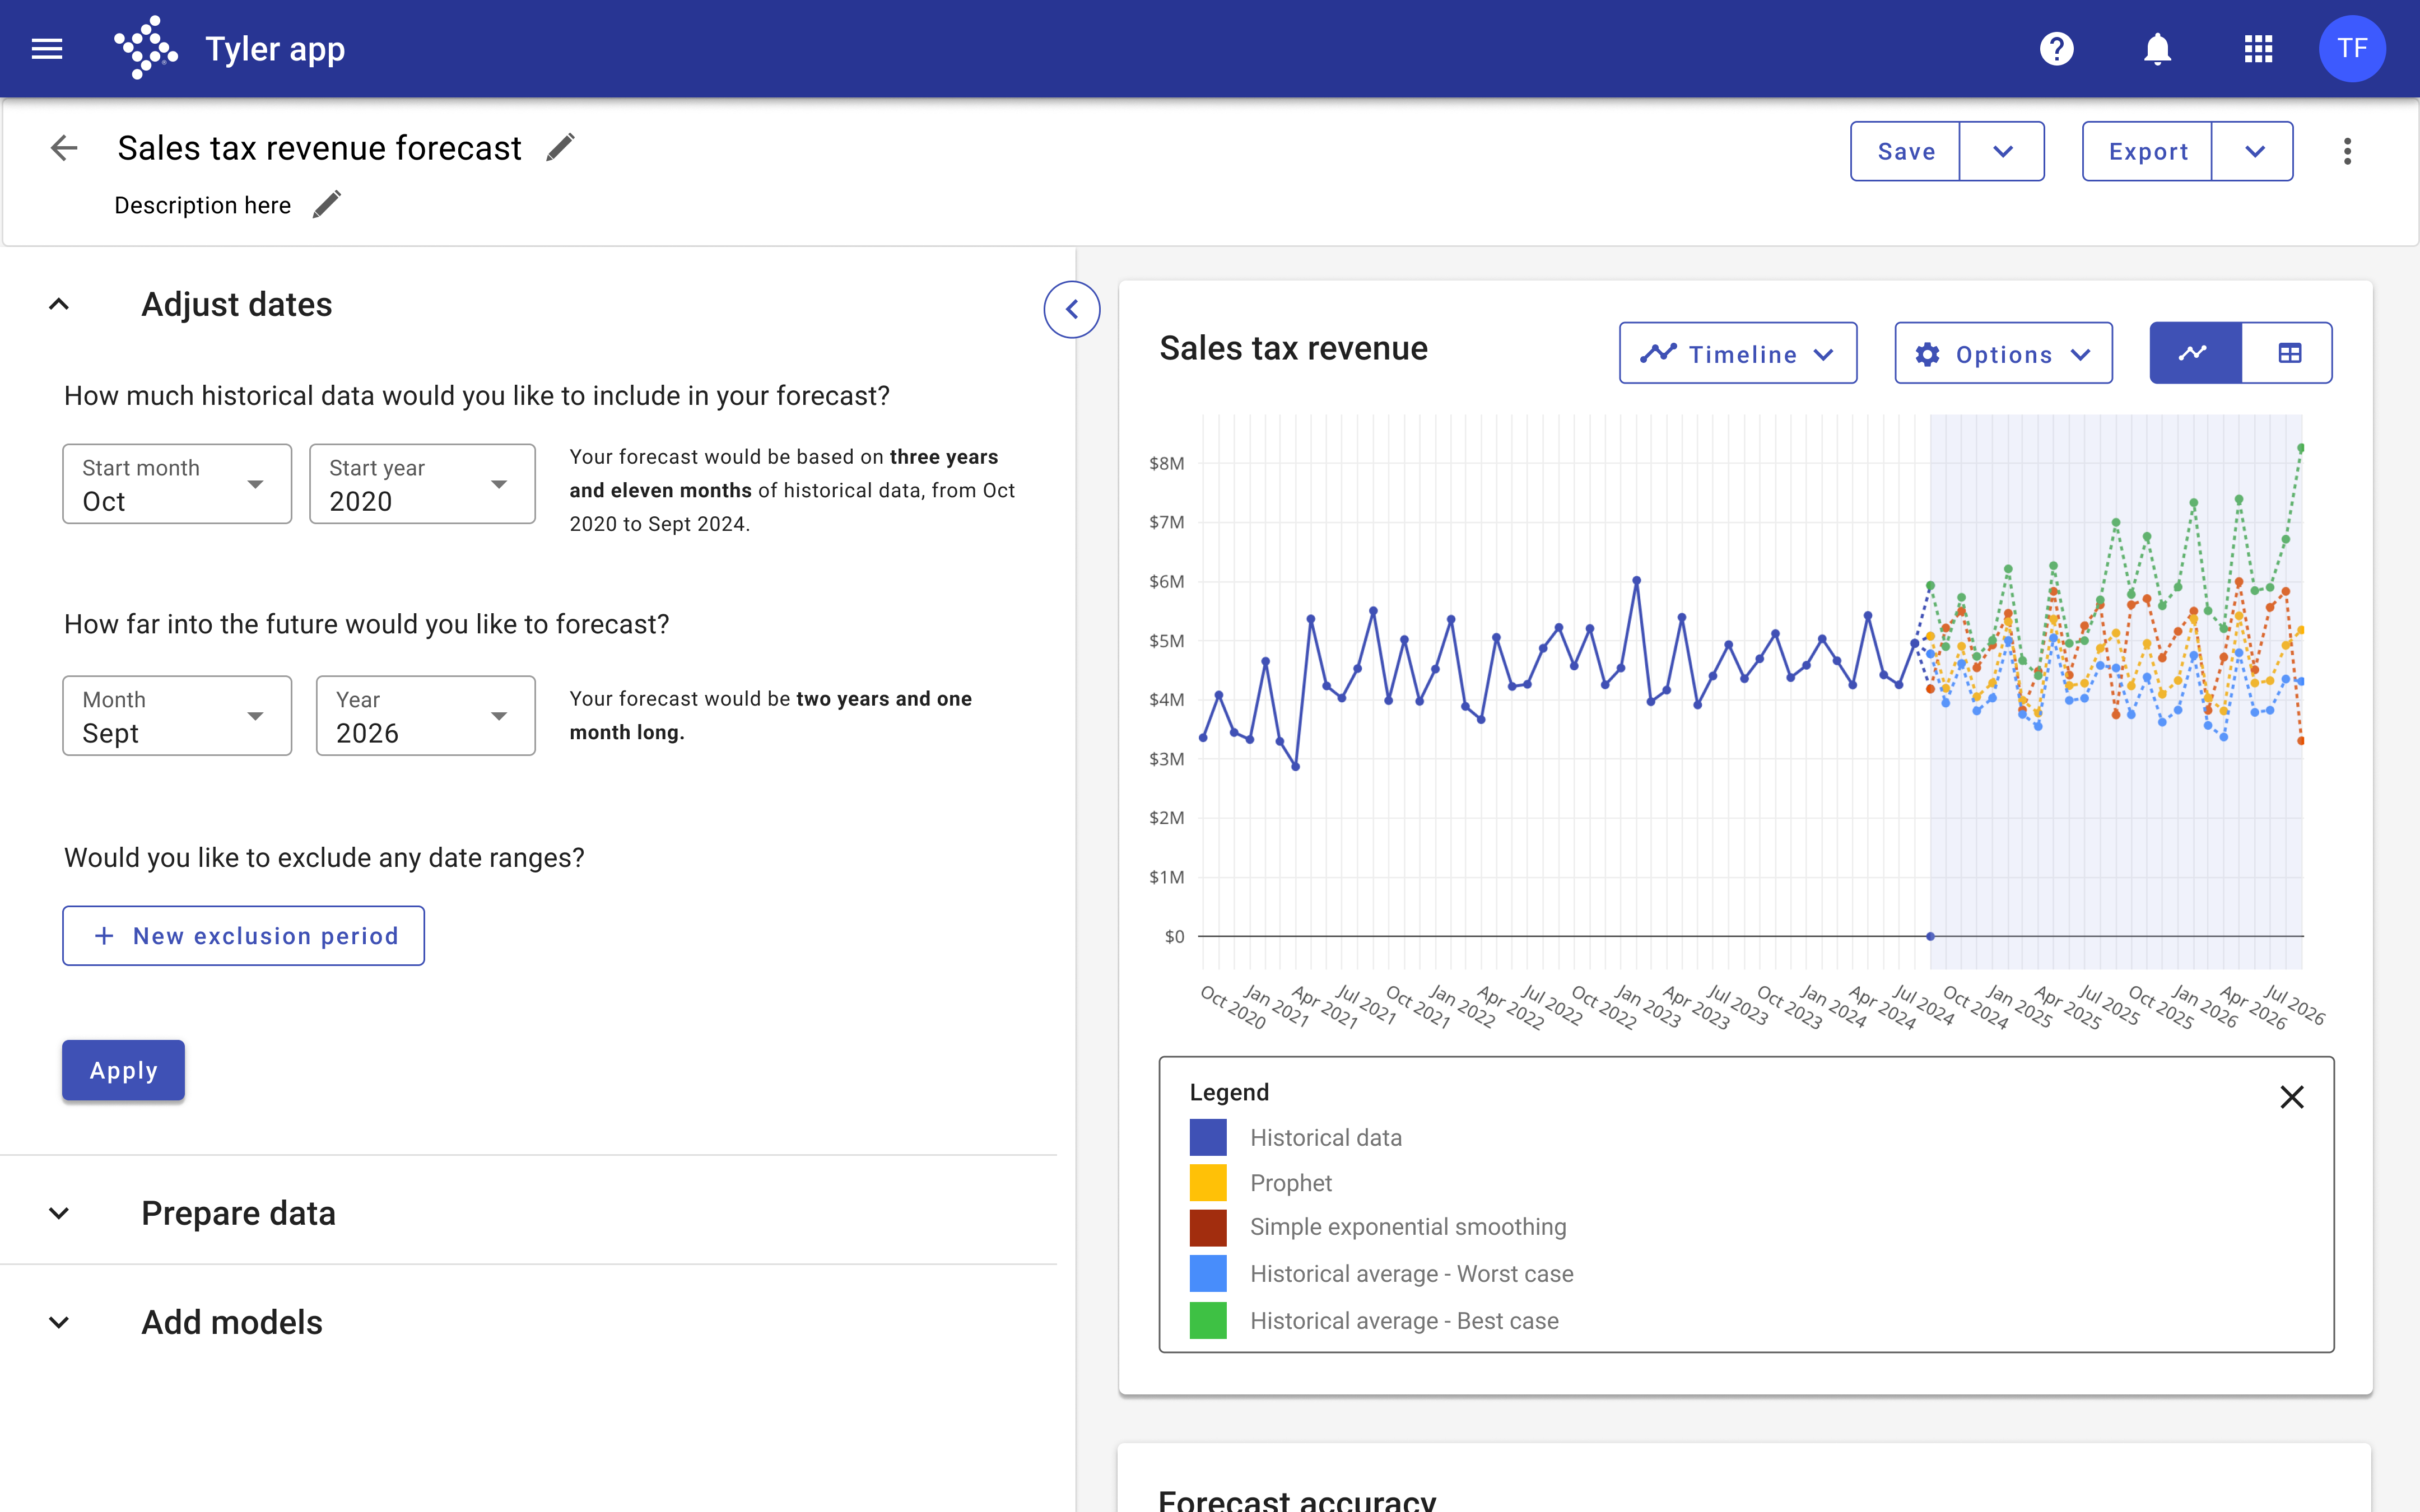 Tyler app
TF
Sales tax revenue forecast
Save
Export
Description here
Adjust dates
How much historical data would you like to include in your forecast?
Start month
Oct
Start year
2020
Your forecast would be based on three years
and eleven months of historical data, from Oct
2020 to Sept 2024.
How far into the future would you like to forecast?
Month
Sept
Year
2026
Your forecast would be two years and one
month long.
Would you like to exclude any date ranges?
+ New exclusion period
Apply
Prepare data
Add models
Sales tax revenue
Timeline
Options
$8M
$7M
$6M
$5M
$4M
$3M
$2M
$1M
$0
Oct 2020
Jan 2021
Apr 2021
Jul 2021
Oct 2021
Jan 2022
Apr 2022
Jul 2022
Oct 2022
Jan 2023
Apr 2023
Jul 2023
Oct 2023
Jan 2024
Apr 2024
Jul 2024
Oct 2024
Jan 2025
Apr 2025
Jul 2025
Oct 2025
Jan 2026
Apr 2026
Jul 2026
Legend
Historical data
Prophet
Simple exponential smoothing
Historical average - Worst case
Historical average - Best case
Forecast accuracy